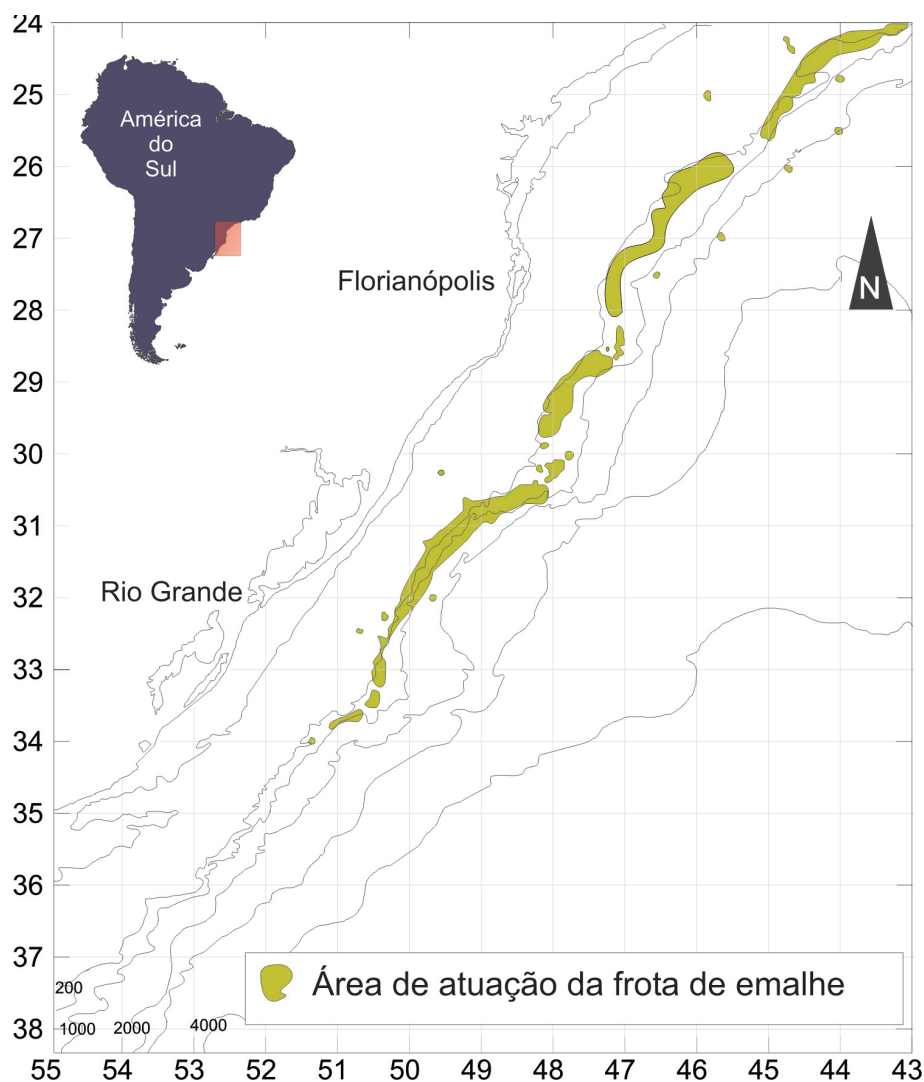 24
25
26
27
28
29
30
31
32
33
34
35
36
37
38
América
do
Sul
Florianópolis
N
Rio Grande
200
1000 2000 4000
Área de atuação da frota de emalhe
55 54 53 52 51 50 49 48 47 46 45 44 43